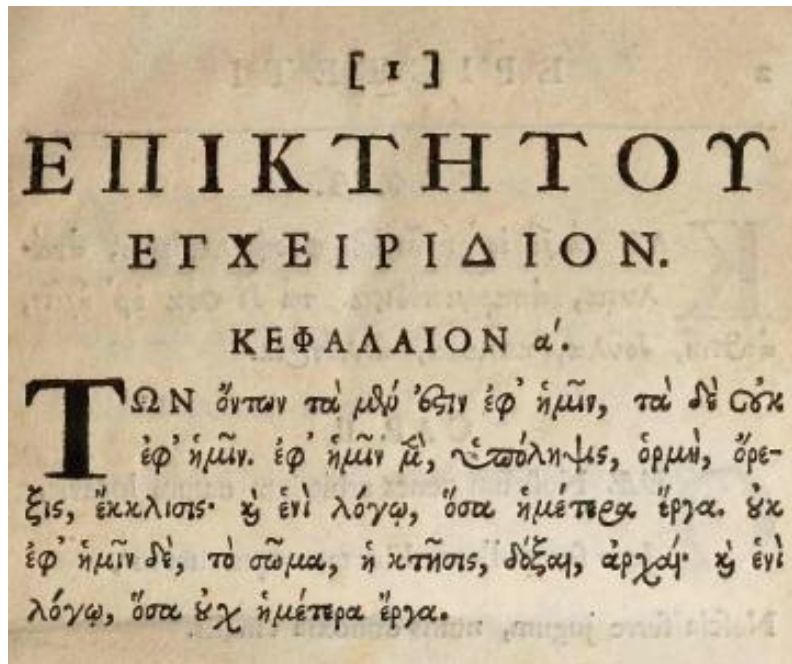 [ 1 ]
ΕΠΙΚΤΗΤΟΥ
ΕΓΧΕΙΡΙΔΙΟΝ.
ΚΕΦΑΛΑΙΟΝ α΄.
ΤΩΝ ὄντων τὰ μέν ἐςιν ἐφ᾽ ἡμῖν, τὰ δὲ οὐκ
ἐφ᾽ ἡμῖν. ἐφ᾽ ἡμῖν μὲν, ὑπόληψις, ὁρμὴ, ὄρε-
ξις, ἔκκλισις· καὶ ἑνὶ λόγῳ, ὅσα ἡμέτερα ἔργα. οὐκ
ἐφ᾽ ἡμῖν δὲ, τὸ σῶμα, ἡ κτῆσις, δόξαι, ἀρχαί· καὶ ἑνὶ
λόγῳ, ὅσα οὐχ ἡμέτερα ἔργα.